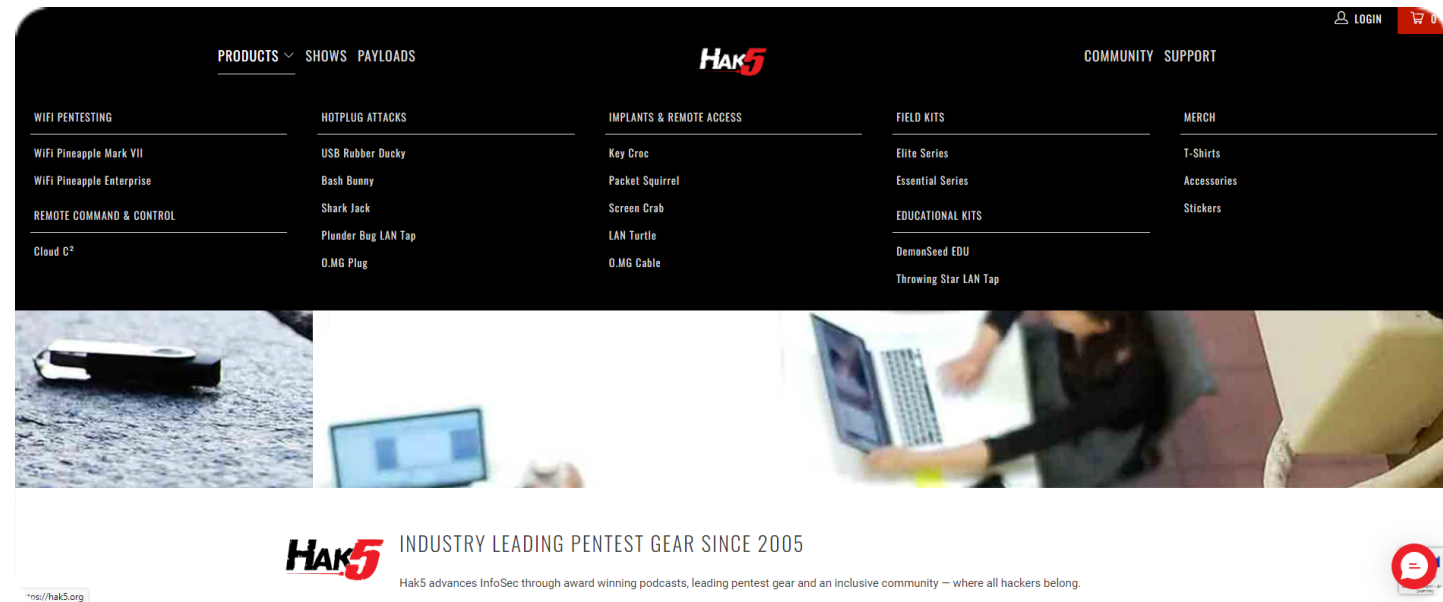 LOGIN
0
PRODUCTS
SHOWS
PAYLOADS
HAK5
COMMUNITY
SUPPORT
WIFI PENTESTING
WiFi Pineapple Mark VII
WiFi Pineapple Enterprise
REMOTE COMMAND & CONTROL
Cloud C²
HOTPLUG ATTACKS
USB Rubber Ducky
Bash Bunny
Shark Jack
Plunder Bug LAN Tap
O.MG Plug
IMPLANTS & REMOTE ACCESS
Key Croc
Packet Squirrel
Screen Crab
LAN Turtle
O.MG Cable
FIELD KITS
Elite Series
Essential Series
EDUCATIONAL KITS
DemonSeed EDU
Throwing Star LAN Tap
MERCH
T-Shirts
Accessories
Stickers
HAK5
INDUSTRY LEADING PENTEST GEAR SINCE 2005
Hak5 advances InfoSec through award winning podcasts, leading pentest gear and an inclusive community — where all hackers belong.
ps://hak5.org